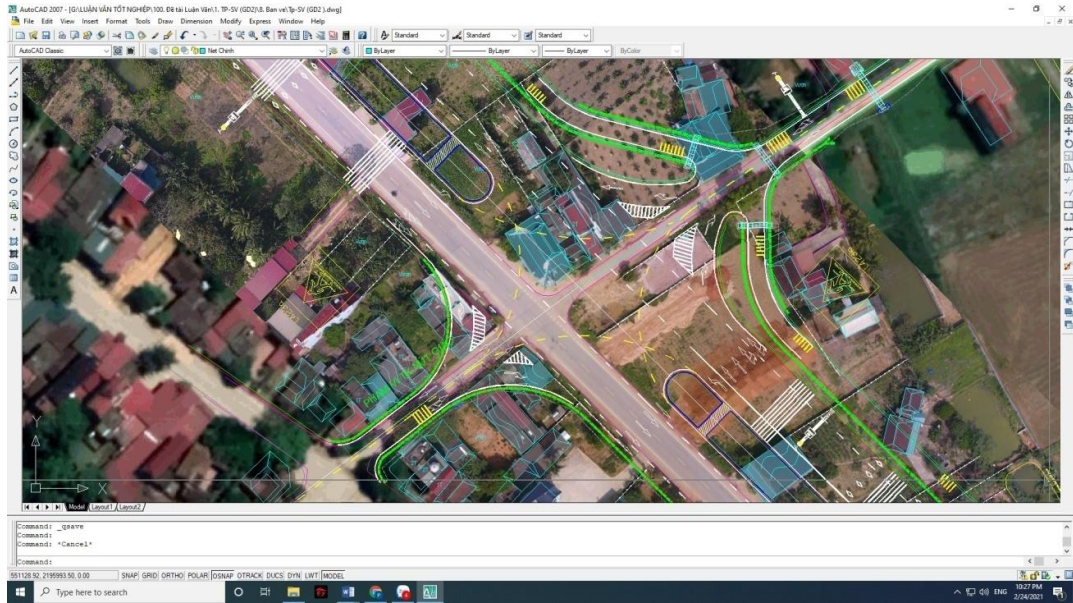 AutoCAD 2007 - [G:\LUẬN VĂN TỐT NGHIỆP\100. Đề tài Luận Văn\1. TP-SV (GD2)\8. Ban ve\Tp-SV (GD2 ).dwg]
File Edit View Insert Format Tools Draw Dimension Modify Express Window Help
Standard Standard Standard
AutoCAD Classic Net Chinh ByLayer ByLayer ByLayer ByColor
Y
X
Model Layout1 Layout2
Command: _qsave
Command:
Command: *Cancel*
Command:
551128.92, 2195993.50, 0.00 SNAP GRID ORTHO POLAR OSNAP OTRACK DUCS DYN LWT MODEL
Type here to search ENG 10:27 PM
2/24/2021